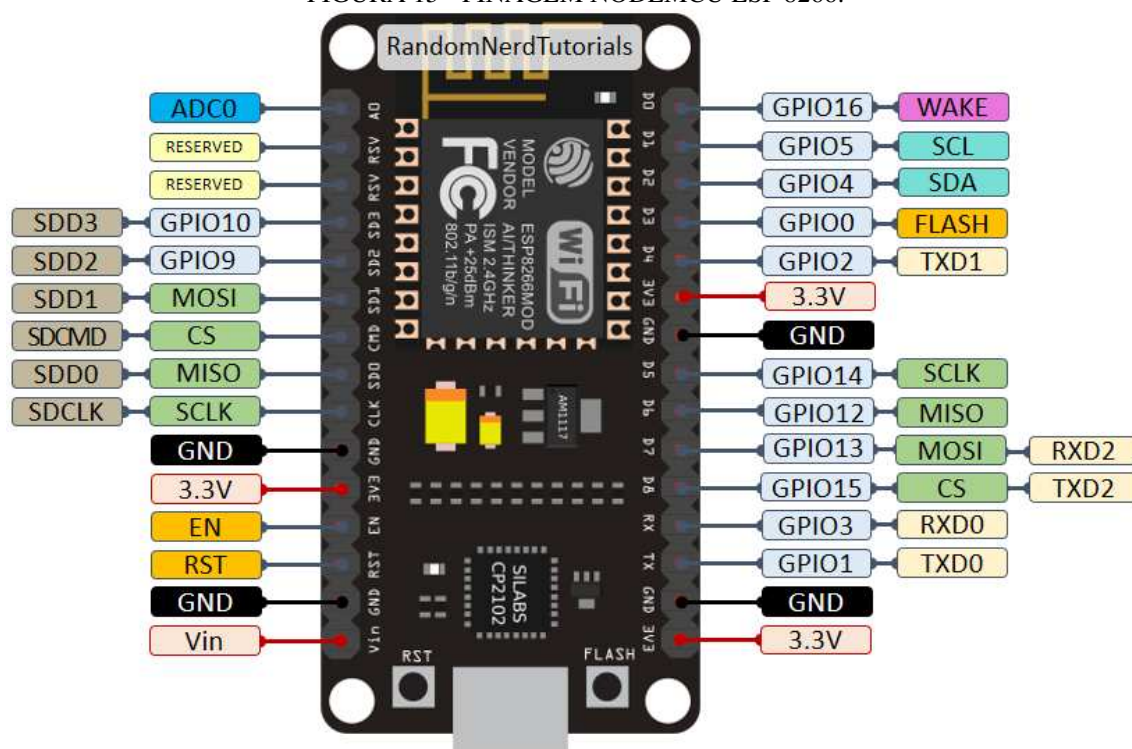 FIGURA PINAGEM NODEMCU ESP 8266.
RandomNerdTutorials
ADC0 A0 D0 GPIO16 WAKE
RESERVED RSV D1 GPIO5 SCL
RESERVED RSV D2 GPIO4 SDA
SDD3 GPIO10 SD3 D3 GPIO0 FLASH
SDD2 GPIO9 SD2 D4 GPIO2 TXD1
SDD1 MOSI SD1 3V3 3.3V
SDCMD CS CMD GND GND
SDD0 MISO SD0 D5 GPIO14 SCLK
SDCLK SCLK CLK D6 GPIO12 MISO
GND GND D7 GPIO13 MOSI RXD2
3.3V 3V3 D8 GPIO15 CS TXD2
EN EN RX GPIO3 RXD0
RST RST TX GPIO1 TXD0
GND GND GND GND
Vin Vin 3V3 3.3V
MODEL ESP8266MOD
VENDOR AI/THINKER
ISM 2.4GHz
PA +25dBm
802.11b/g/n
FC
WiFi
AM1117
SILABS
CP2102
RST
FLASH